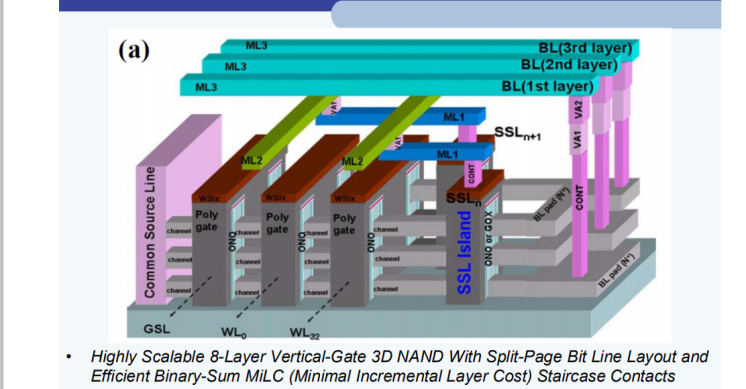 (a)
ML3
BL(3rd layer)
ML3
BL(2nd layer)
ML3
BL(1st layer)
VA1
VA2
ML1
SSLn+1
VA1
VA1
ML2
ML2
ML1
CONT
Common Source Line
WSix
WSix
WSix
SSLn
Poly gate
Poly gate
Poly gate
ONO
ONO
ONO
channel
channel
channel
channel
channel
channel
channel
channel
channel
channel
channel
channel
SSL Island
ONO or GOX
CONT
BL pad (N+)
BL pad (N+)
GSL
WL0
WL32
• Highly Scalable 8-Layer Vertical-Gate 3D NAND With Split-Page Bit Line Layout and
Efficient Binary-Sum MiLC (Minimal Incremental Layer Cost) Staircase Contacts